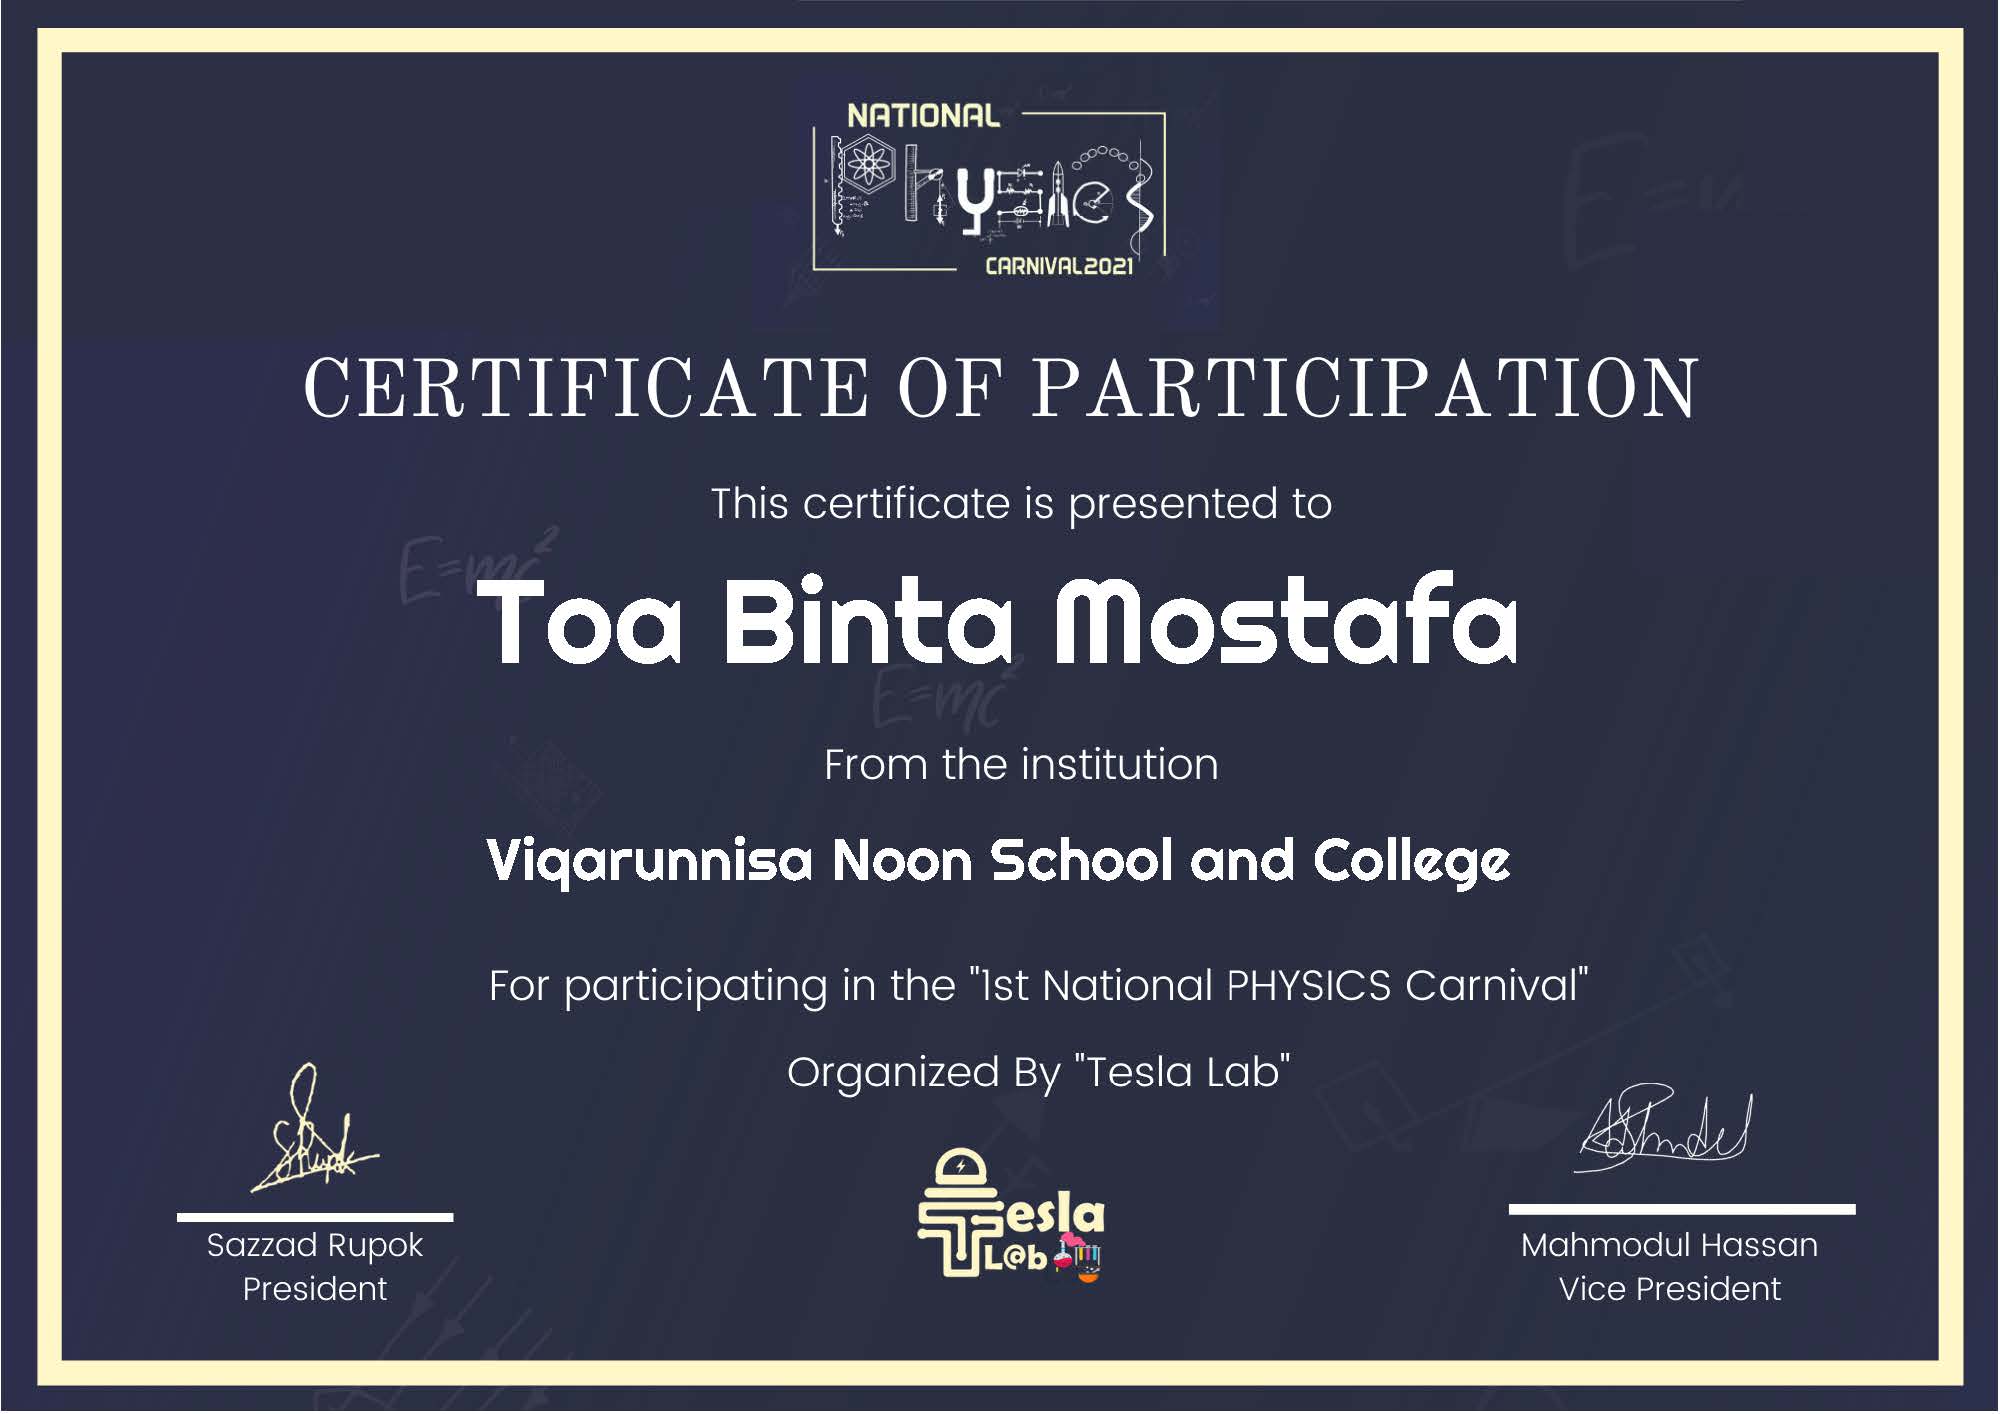 NATIONAL
Physics
CARNIVAL2021
CERTIFICATE OF PARTICIPATION
This certificate is presented to
E=mc²
Toa Binta Mostafa
E=mc²
From the institution
Viqarunnisa Noon School and College
For participating in the "1st National PHYSICS Carnival"
Organized By "Tesla Lab"
Tesla
L@b
Sazzad Rupok
President
Mahmodul Hassan
Vice President